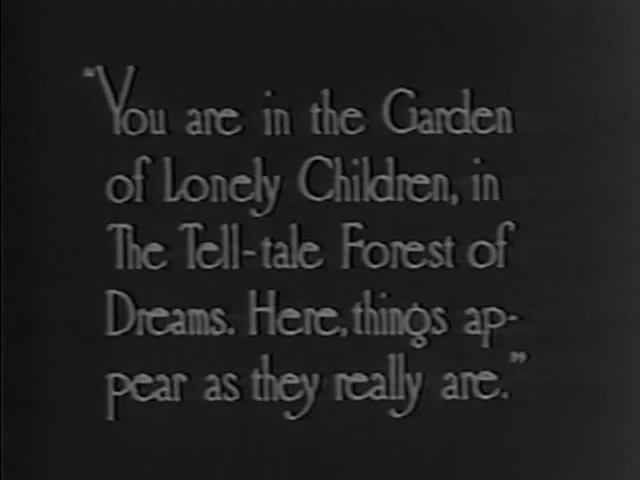 "You are in the Garden
of Lonely Children, in
The Tell-tale Forest of
Dreams. Here, things ap-
pear as they really are."